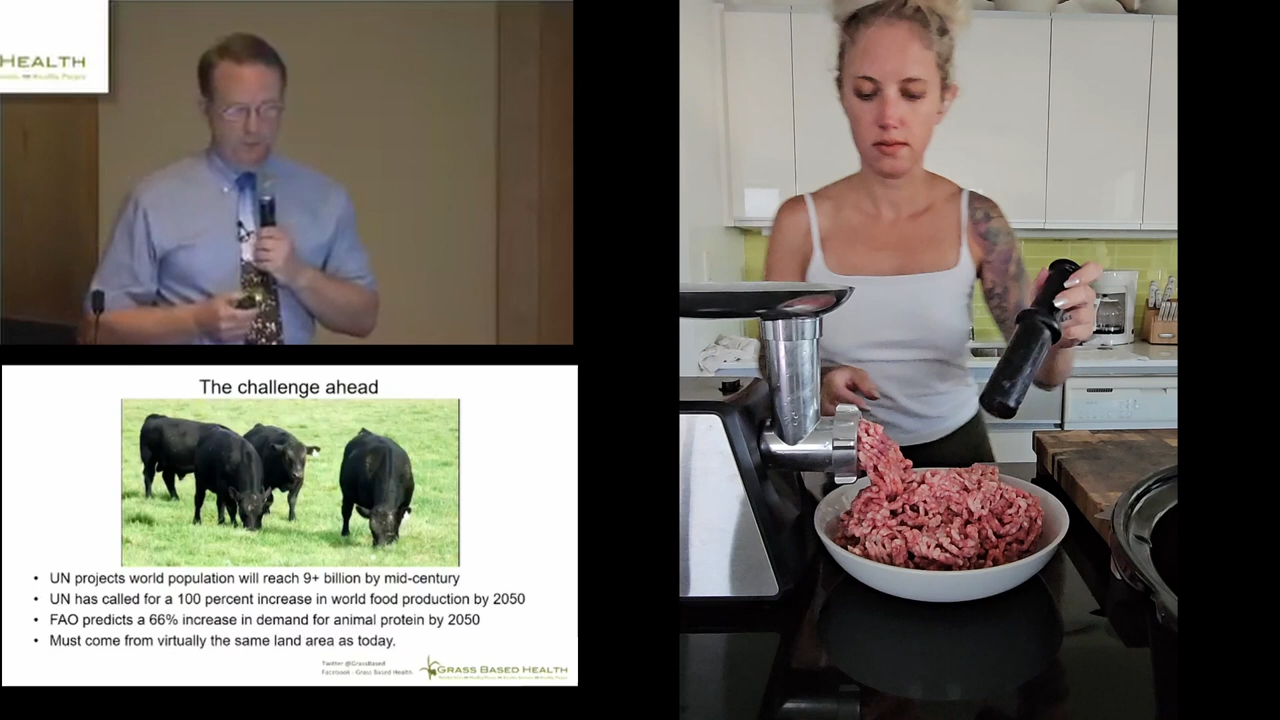 HEALTH
The challenge ahead
• UN projects world population will reach 9+ billion by mid-century
• UN has called for a 100 percent increase in world food production by 2050
• FAO predicts a 66% increase in demand for animal protein by 2050
• Must come from virtually the same land area as today.
Twitter @GrassBased
Facebook - Grass Based Health
GRASS BASED HEALTH